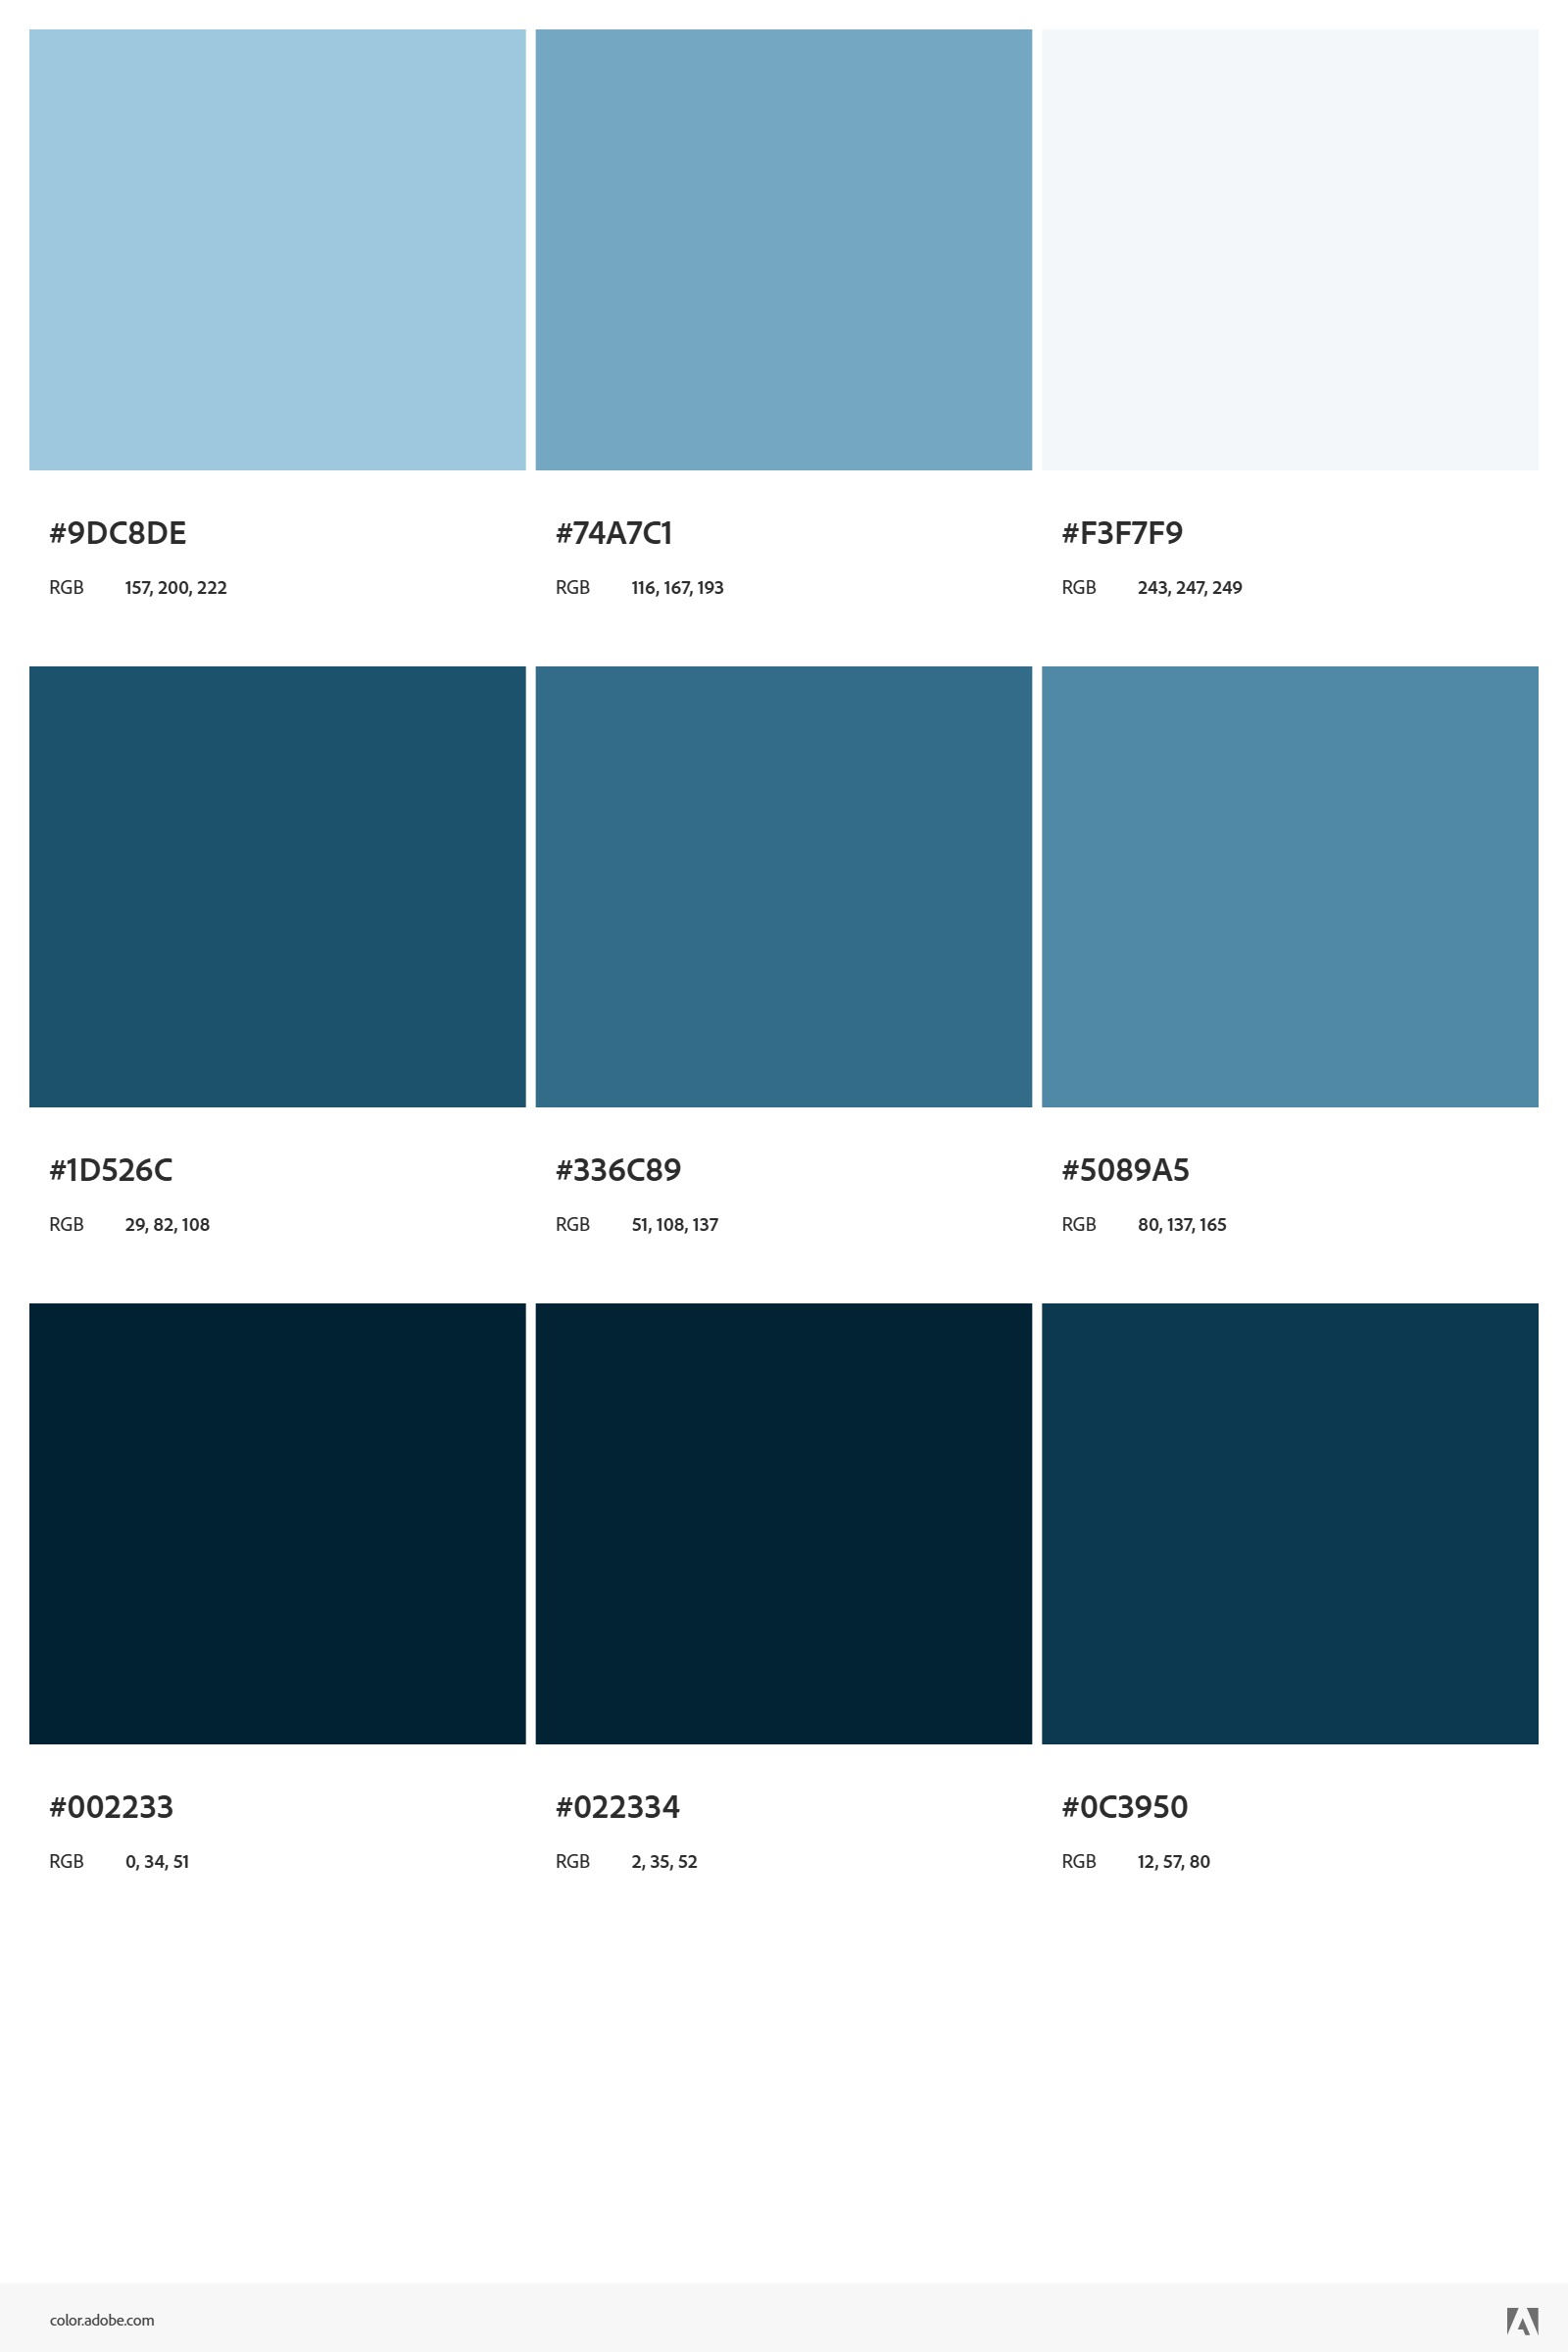 #9DC8DE #74A7C1 #F3F7F9
RGB 157, 200, 222 RGB 116, 167, 193 RGB 243, 247, 249
#1D526C #336C89 #5089A5
RGB 29, 82, 108 RGB 51, 108, 137 RGB 80, 137, 165
#002233 #022334 #0C3950
RGB 0, 34, 51 RGB 2, 35, 52 RGB 12, 57, 80
color.adobe.com